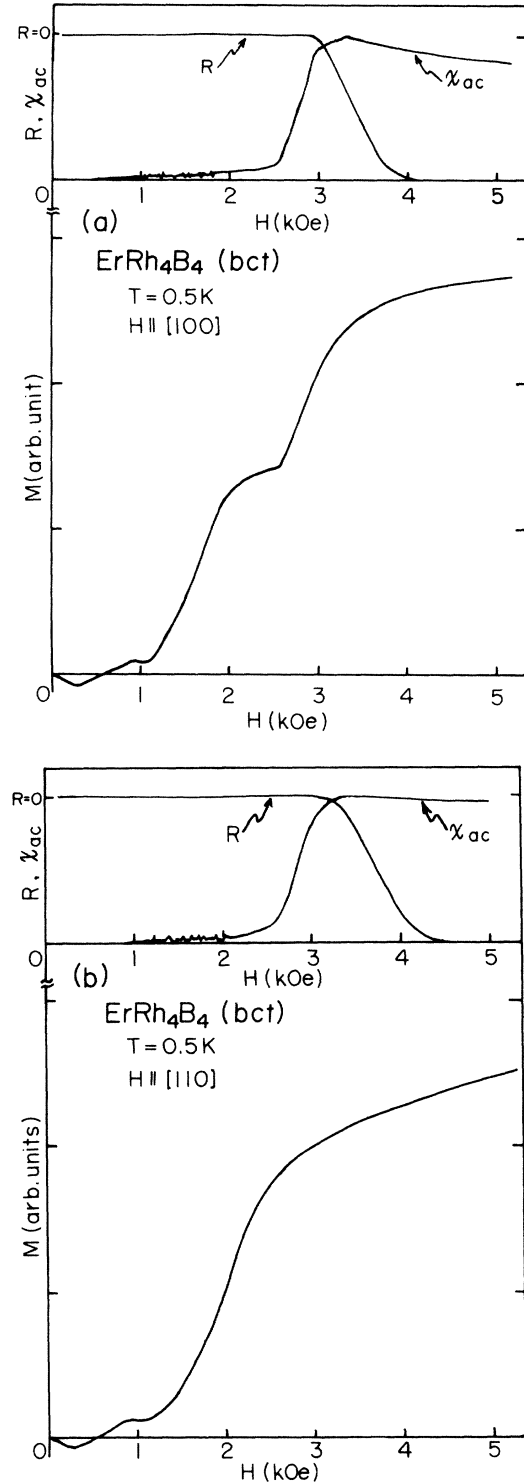 R=0
R
χac
R, χac
O
1
2
3
4
5
H (kOe)
(a)
ErRh₄B₄ (bct)
T = 0.5K
H II [100]
M (arb. unit)
O
1
2
3
4
5
H (kOe)
R=0
R
χac
R, χac
O
1
2
3
4
5
H (kOe)
(b)
ErRh₄B₄ (bct)
T = 0.5K
H II [110]
M (arb. units)
O
1
2
3
4
5
H (kOe)